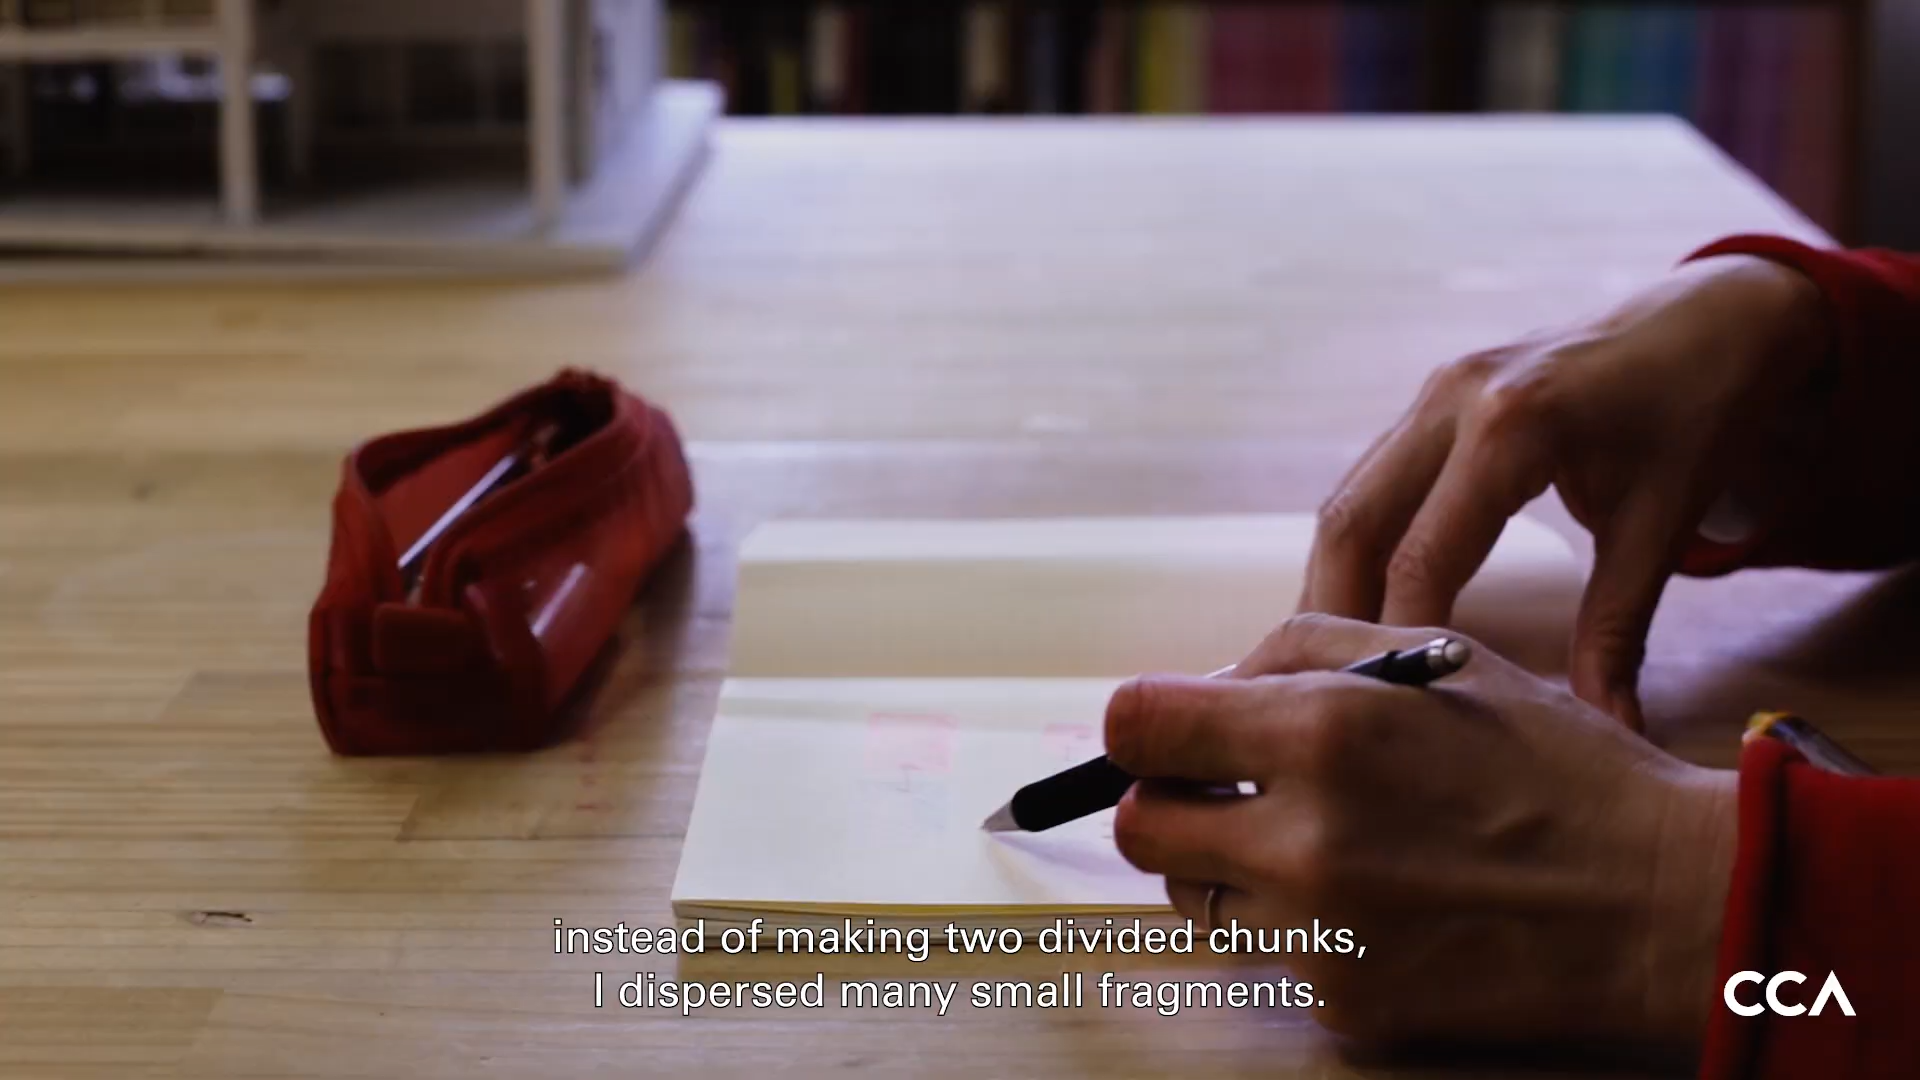 instead of making two divided chunks,
I dispersed many small fragments.
CCA